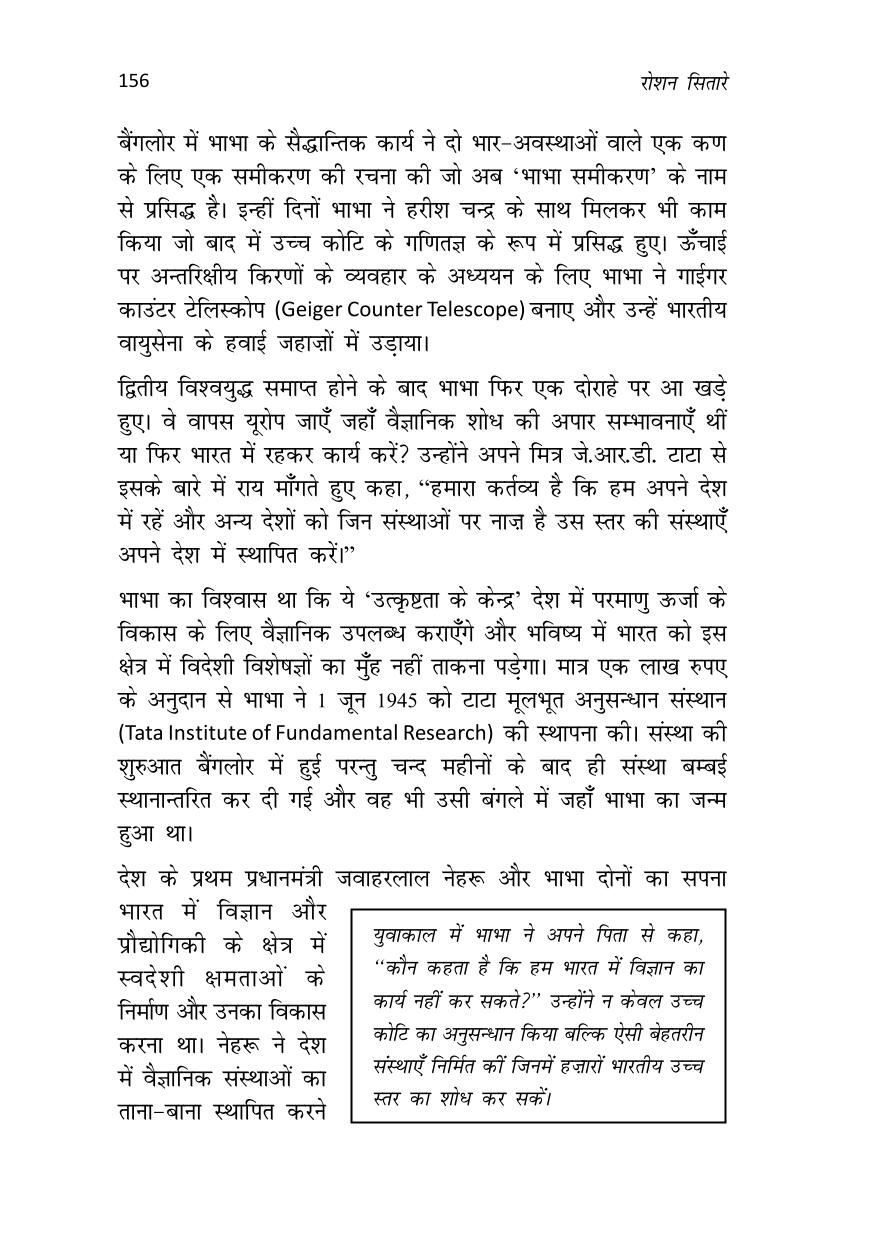 156
रोशन सितारे
बैंगलोर में भाभा के सैद्धान्तिक कार्य ने दो भार-अवस्थाओं वाले एक कण
के लिए एक समीकरण की रचना की जो अब ‘भाभा समीकरण’ के नाम
से प्रसिद्ध है। इन्हीं दिनों भाभा ने हरीश चन्द्र के साथ मिलकर भी काम
किया जो बाद में उच्च कोटि के गणितज्ञ के रूप में प्रसिद्ध हुए। ऊँचाई
पर अन्तरिक्षीय किरणों के व्यवहार के अध्ययन के लिए भाभा ने गाईगर
काउंटर टेलिस्कोप (Geiger Counter Telescope) बनाए और उन्हें भारतीय
वायुसेना के हवाई जहाज़ों में उड़ाया।
द्वितीय विश्वयुद्ध समाप्त होने के बाद भाभा फिर एक दोराहे पर आ खड़े
हुए। वे वापस यूरोप जाएँ जहाँ वैज्ञानिक शोध की अपार सम्भावनाएँ थीं
या फिर भारत में रहकर कार्य करें? उन्होंने अपने मित्र जे.आर.डी. टाटा से
इसके बारे में राय माँगते हुए कहा, “हमारा कर्तव्य है कि हम अपने देश
में रहें और अन्य देशों को जिन संस्थाओं पर नाज़ है उस स्तर की संस्थाएँ
अपने देश में स्थापित करें।”
भाभा का विश्वास था कि ये ‘उत्कृष्टता के केन्द्र’ देश में परमाणु ऊर्जा के
विकास के लिए वैज्ञानिक उपलब्ध कराएँगे और भविष्य में भारत को इस
क्षेत्र में विदेशी विशेषज्ञों का मुँह नहीं ताकना पड़ेगा। मात्र एक लाख रुपए
के अनुदान से भाभा ने 1 जून 1945 को टाटा मूलभूत अनुसन्धान संस्थान
(Tata Institute of Fundamental Research) की स्थापना की। संस्था की
शुरुआत बैंगलोर में हुई परन्तु चन्द महीनों के बाद ही संस्था बम्बई
स्थानान्तरित कर दी गई और वह भी उसी बंगले में जहाँ भाभा का जन्म
हुआ था।
देश के प्रथम प्रधानमंत्री जवाहरलाल नेहरू और भाभा दोनों का सपना
भारत में विज्ञान और
प्रौद्योगिकी के क्षेत्र में
स्वदेशी क्षमताओं के
निर्माण और उनका विकास
करना था। नेहरू ने देश
में वैज्ञानिक संस्थाओं का
ताना-बाना स्थापित करने
युवाकाल में भाभा ने अपने पिता से कहा,
“कौन कहता है कि हम भारत में विज्ञान का
कार्य नहीं कर सकते?” उन्होंने न केवल उच्च
कोटि का अनुसन्धान किया बल्कि ऐसी बेहतरीन
संस्थाएँ निर्मित कीं जिनमें हज़ारों भारतीय उच्च
स्तर का शोध कर सकें।